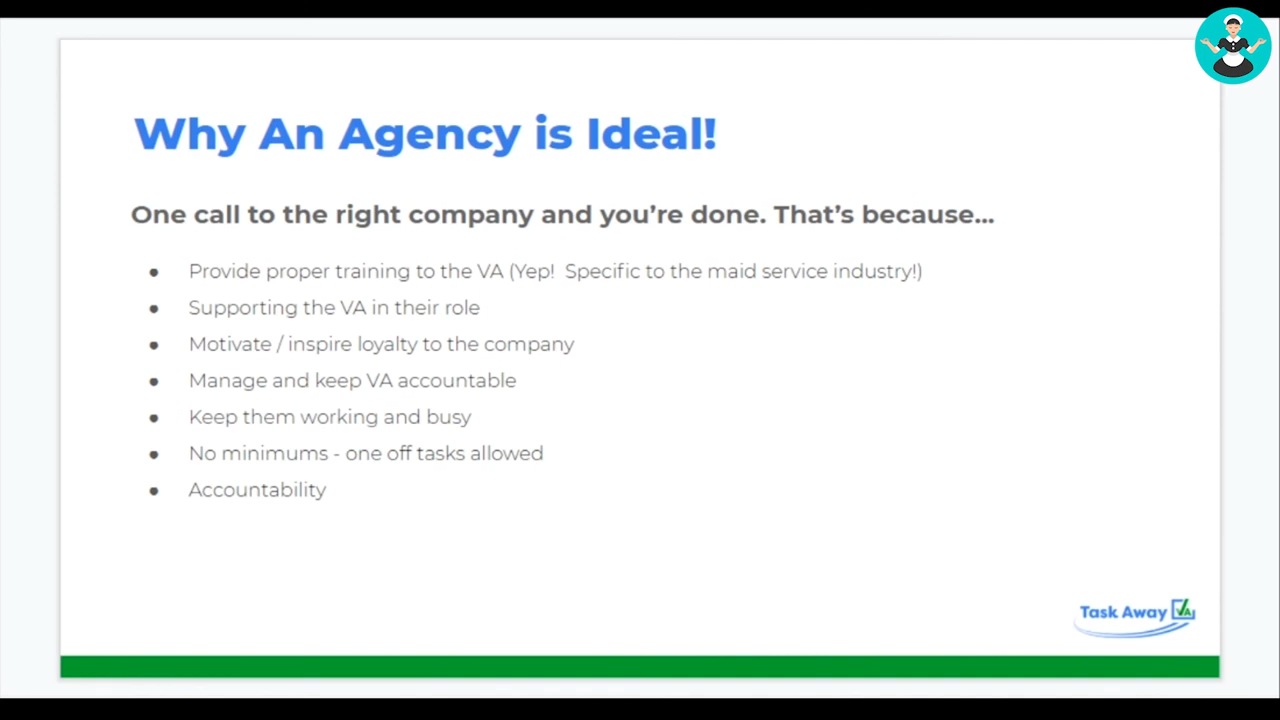 Why An Agency is Ideal!
One call to the right company and you’re done. That’s because...
● Provide proper training to the VA (Yep!  Specific to the maid service industry!)
● Supporting the VA in their role
● Motivate / inspire loyalty to the company
● Manage and keep VA accountable
● Keep them working and busy
● No minimums - one off tasks allowed
● Accountability
Task Away VA